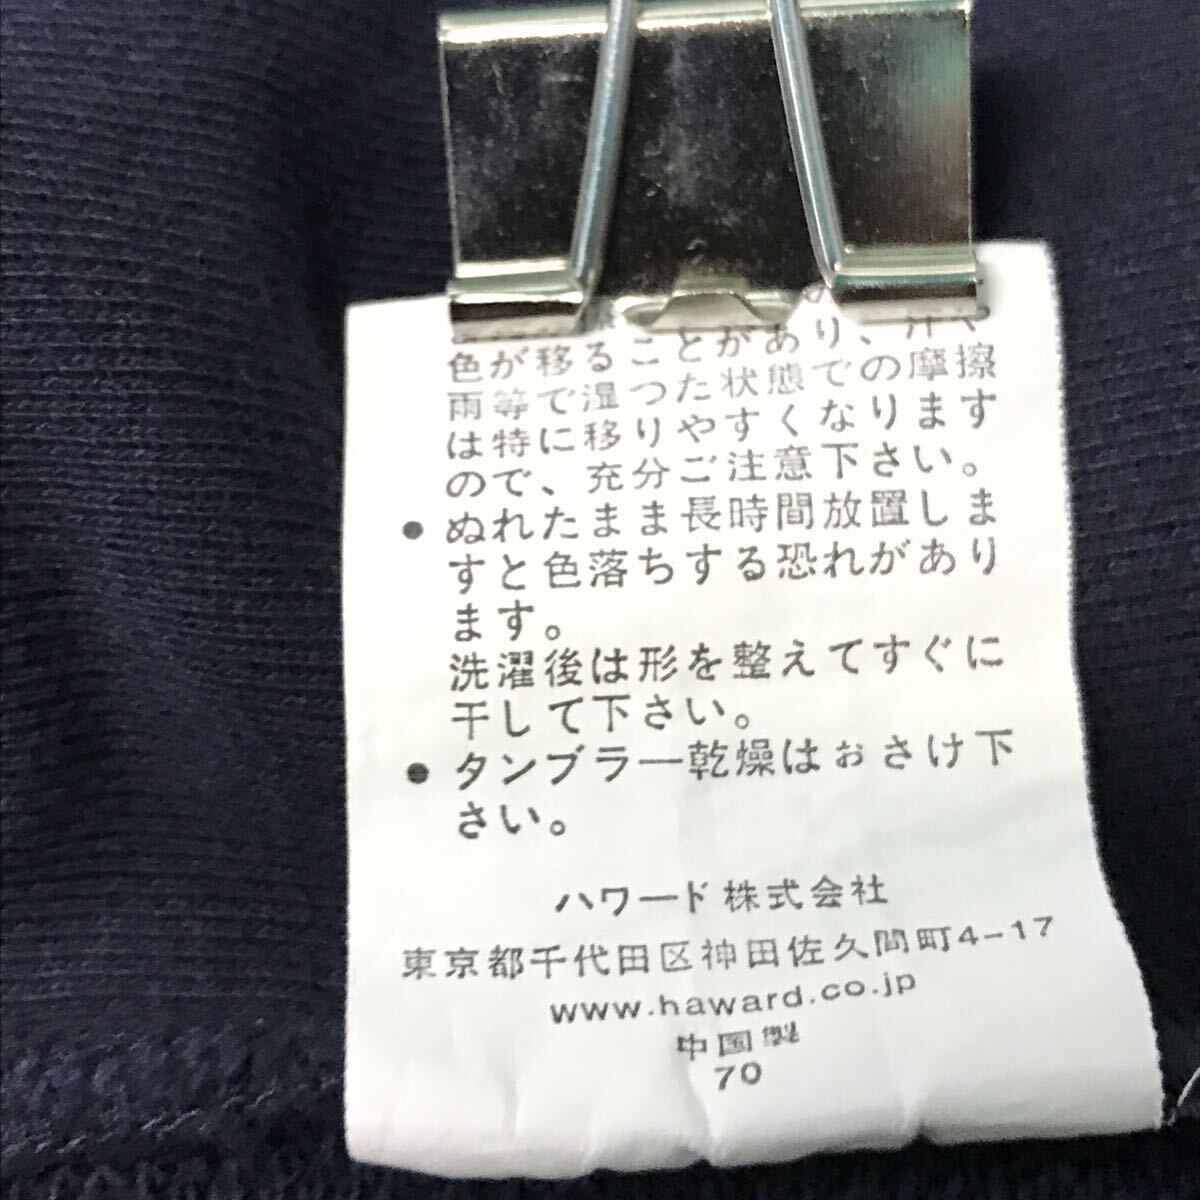 色が移ることがあり、汗や
雨等で湿つた状態での摩擦
は特に移りやすくなります
ので、充分ご注意下さい。
● ぬれたまま長時間放置しま
すと色落ちする恐れがあり
ます。
洗濯後は形を整えてすぐに
干して下さい。
● タンブラー乾燥はおさけ下
さい。
ハワード株式会社
東京都千代田区神田佐久間町4-17
www.haward.co.jp
中国製
70